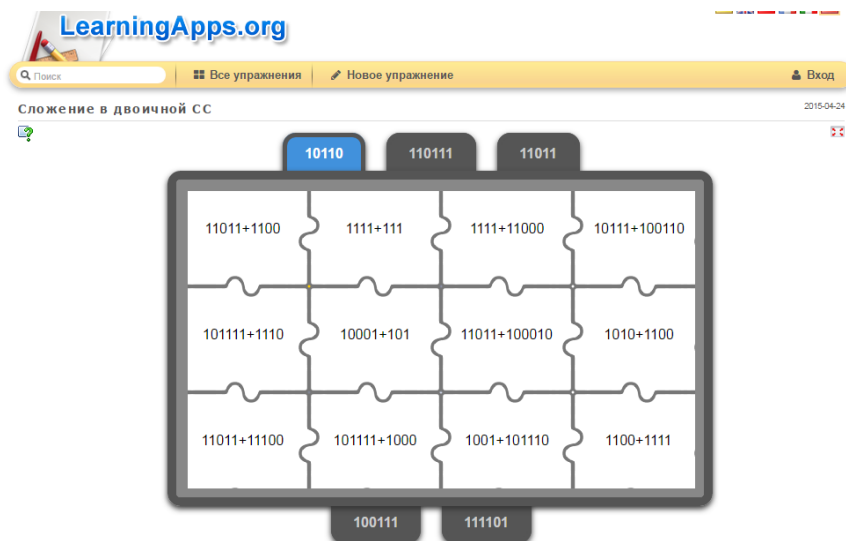 LearningApps.org
Поиск Все упражнения Новое упражнение Вход
Сложение в двоичной СС 2015-04-24
10110 110111 11011
11011+1100 1111+111 1111+11000 10111+100110
101111+1110 10001+101 11011+100010 1010+1100
11011+11100 101111+1000 1001+101110 1100+1111
100111 111101